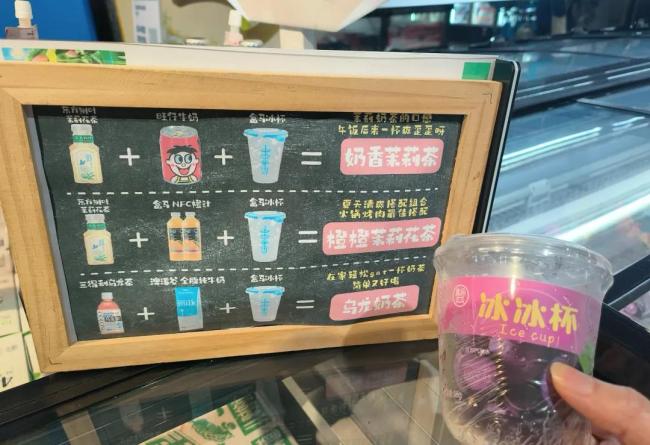 东方树叶
茉莉花茶
旺仔牛奶
盒马冰杯
茉莉奶茶的口感
午饭后来一杯爽歪歪呀
+ + =
奶香茉莉茶
东方树叶
茉莉花茶
盒马 NFC橙汁
盒马冰杯
夏天清爽搭配组合
火锅烤肉最佳搭配
+ + =
橙橙茉莉花茶
三得利乌龙茶
澳滋谷 全脂纯牛奶
盒马冰杯
在家轻松get一杯奶茶
简单又好喝
+ + =
乌龙奶茶
冰冰杯
Ice cup!